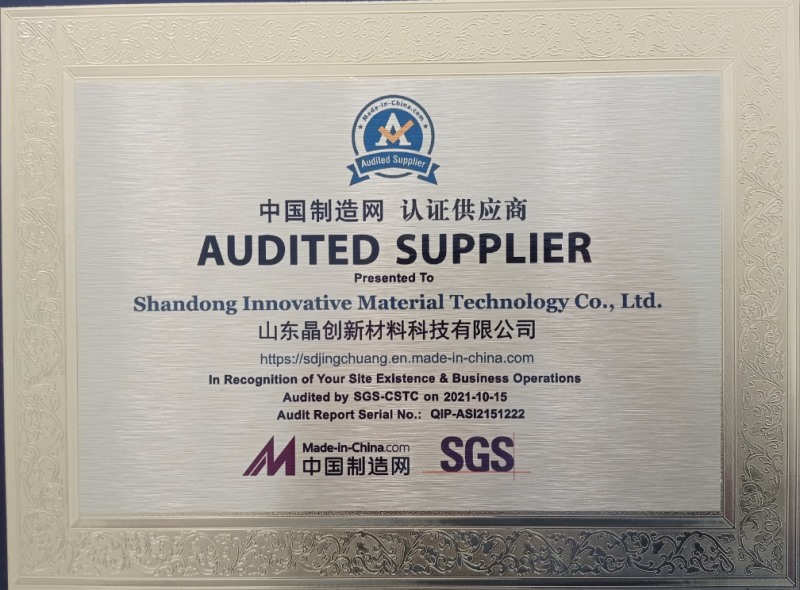 Made-in-China.com
A
Audited Supplier
中国制造网 认证供应商
AUDITED SUPPLIER
Presented To
Shandong Innovative Material Technology Co., Ltd.
山东晶创新材料科技有限公司
https://sdjingchuang.en.made-in-china.com
In Recognition of Your Site Existence & Business Operations
Audited by SGS-CSTC on 2021-10-15
Audit Report Serial No.: QIP-ASI2151222
Made-in-China.com
中国制造网
SGS